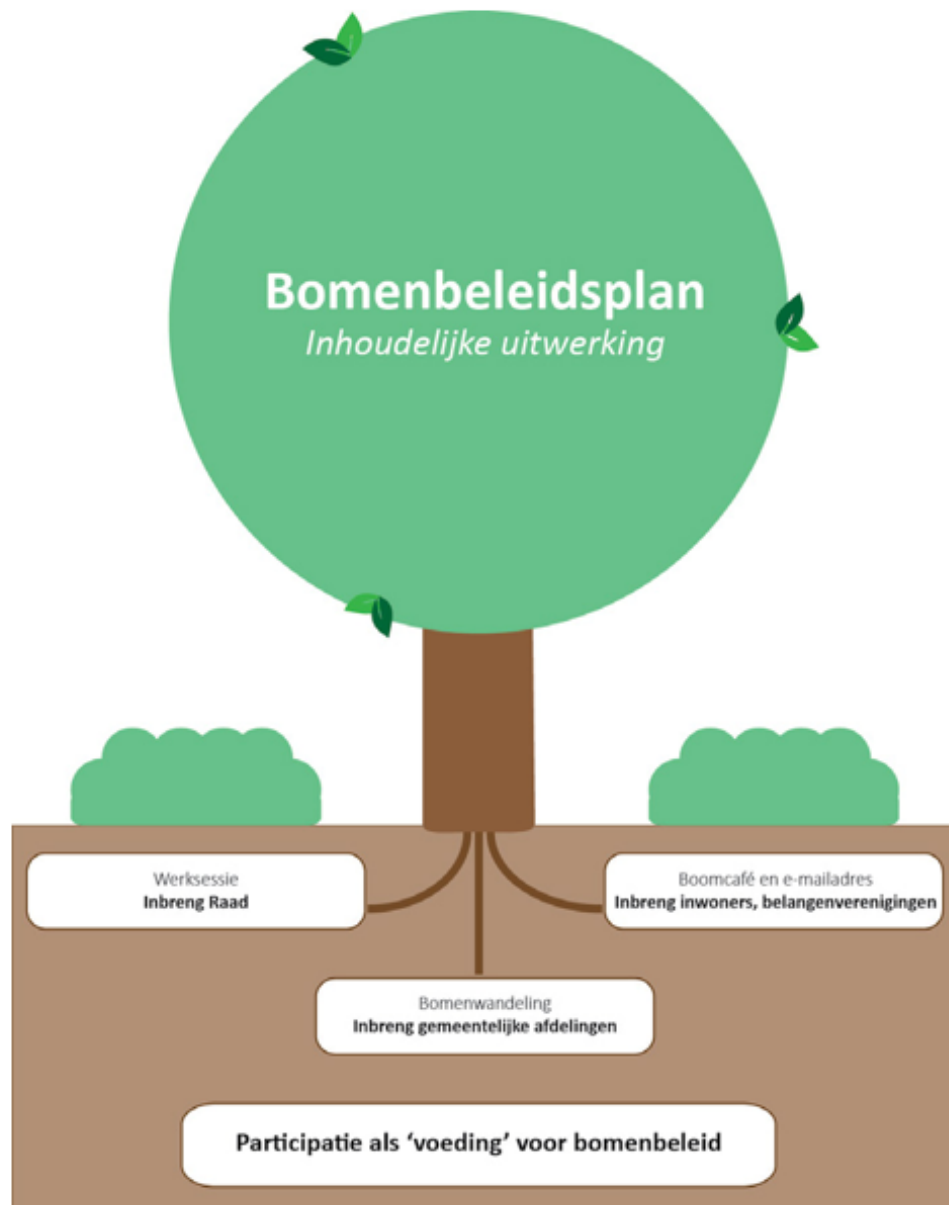 Bomenbeleidsplan
Inhoudelijke uitwerking
Werksessie
Inbreng Raad
Boomcafé en e-mailadres
Inbreng inwoners, belangenverenigingen
Bomenwandeling
Inbreng gemeentelijke afdelingen
Participatie als ‘voeding’ voor bomenbeleid